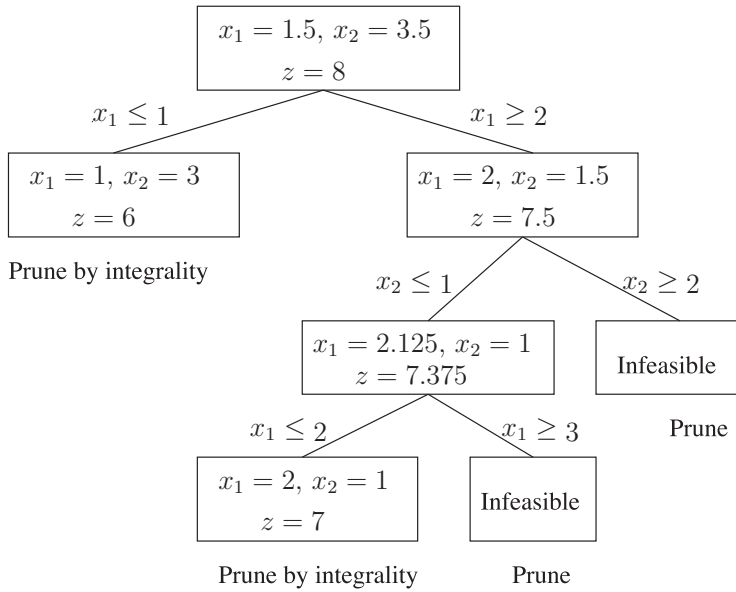 x₁ = 1.5, x₂ = 3.5
z = 8
x₁ ≤ 1
x₁ ≥ 2
x₁ = 1, x₂ = 3
z = 6
Prune by integrality
x₁ = 2, x₂ = 1.5
z = 7.5
x₂ ≤ 1
x₂ ≥ 2
x₁ = 2.125, x₂ = 1
z = 7.375
Infeasible
Prune
x₁ ≤ 2
x₁ ≥ 3
x₁ = 2, x₂ = 1
z = 7
Prune by integrality
Infeasible
Prune